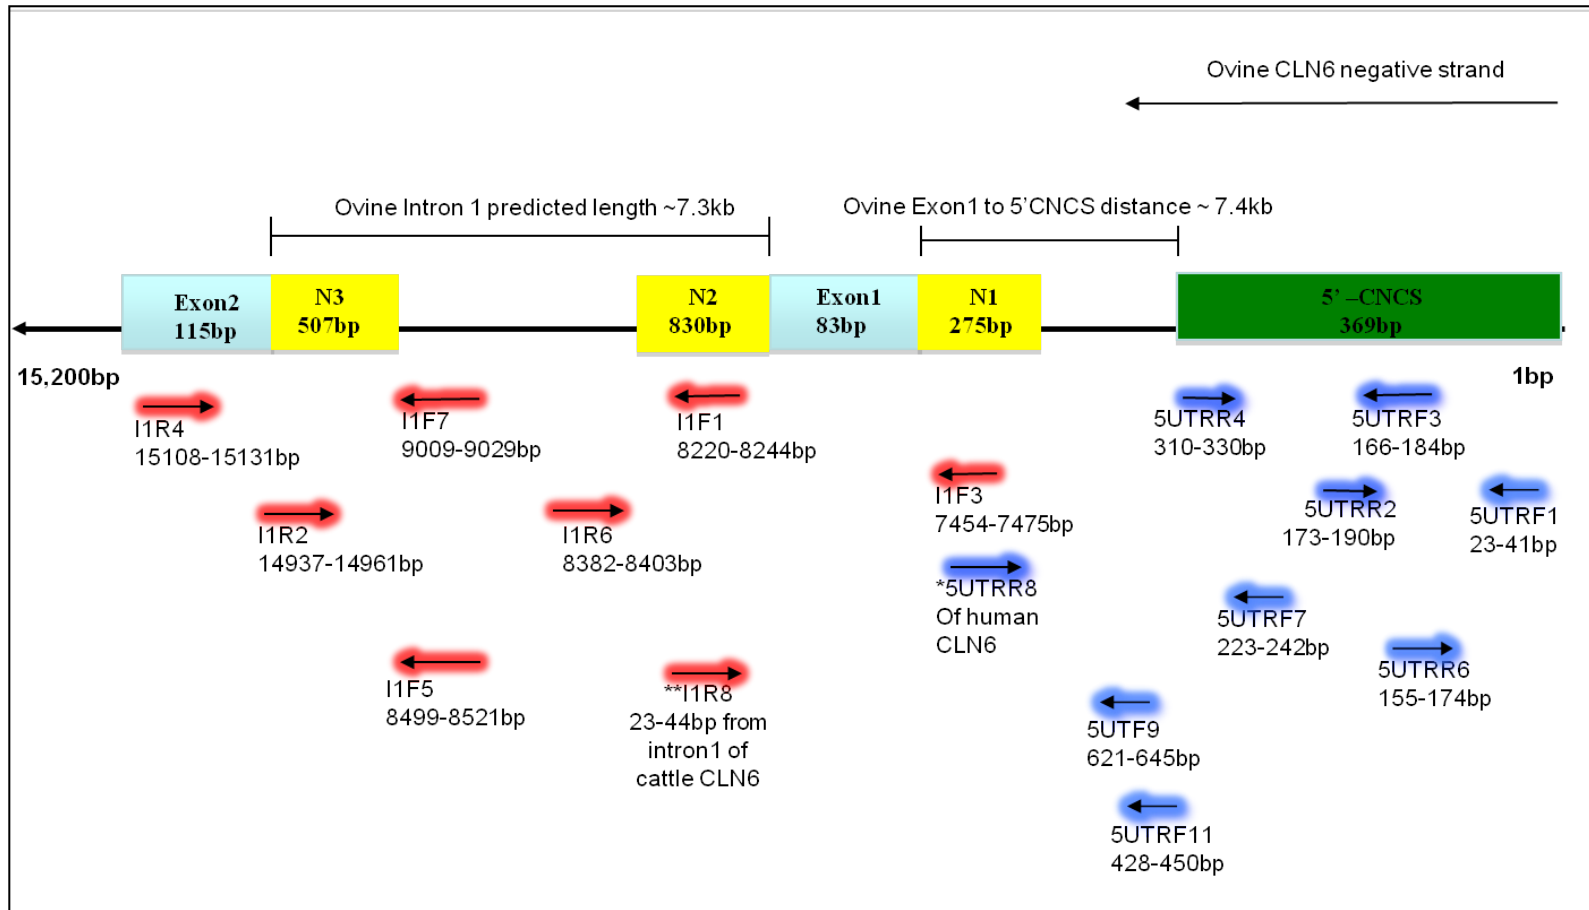 Ovine CLN6 negative strand
Ovine Intron 1 predicted length ~7.3kb
Ovine Exon1 to 5'CNCS distance ~ 7.4kb
Exon2
115bp
N3
507bp
N2
830bp
Exon1
83bp
N1
275bp
5' –CNCS
369bp
15,200bp
1bp
I1R4
15108-15131bp
I1F7
9009-9029bp
I1F1
8220-8244bp
5UTRR4
310-330bp
5UTRF3
166-184bp
I1R2
14937-14961bp
I1R6
8382-8403bp
I1F3
7454-7475bp
5UTRR2
173-190bp
5UTRF1
23-41bp
*5UTRR8
Of human
CLN6
5UTRF7
223-242bp
5UTRR6
155-174bp
I1F5
8499-8521bp
**I1R8
23-44bp from
intron1 of
cattle CLN6
5UTF9
621-645bp
5UTRF11
428-450bp